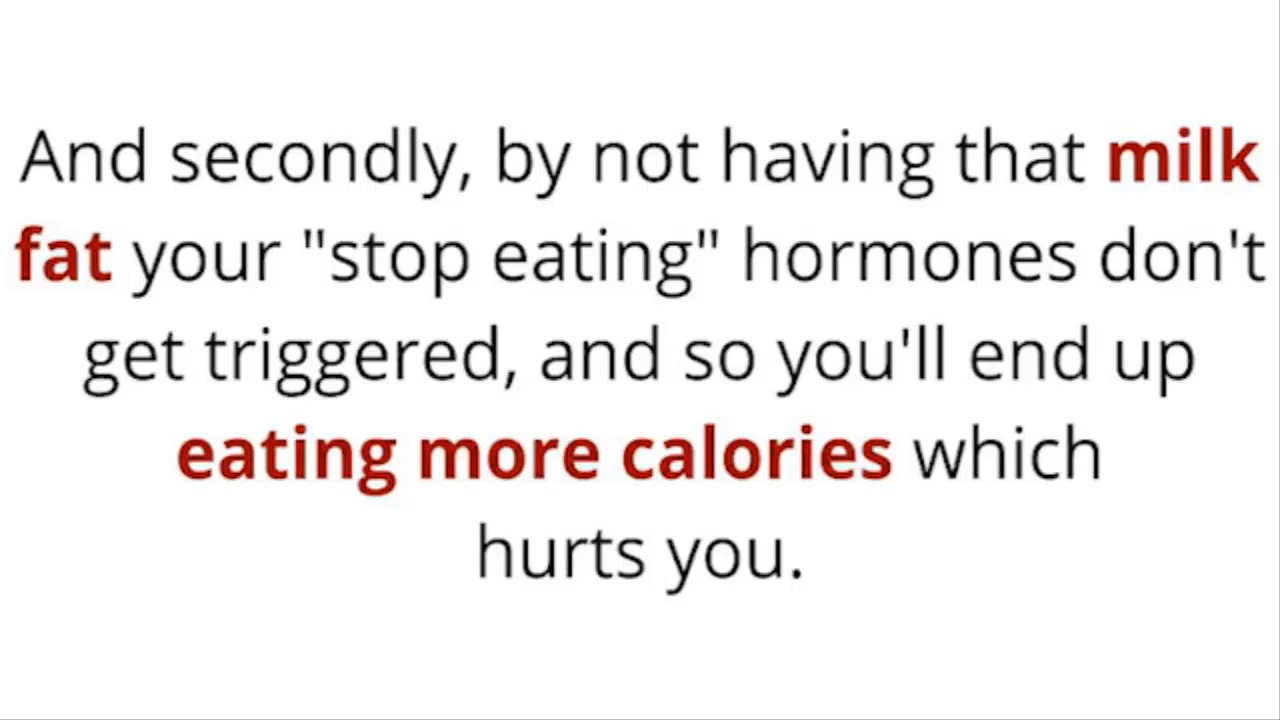 And secondly, by not having that milk
fat your "stop eating" hormones don't
get triggered, and so you'll end up
eating more calories which
hurts you.